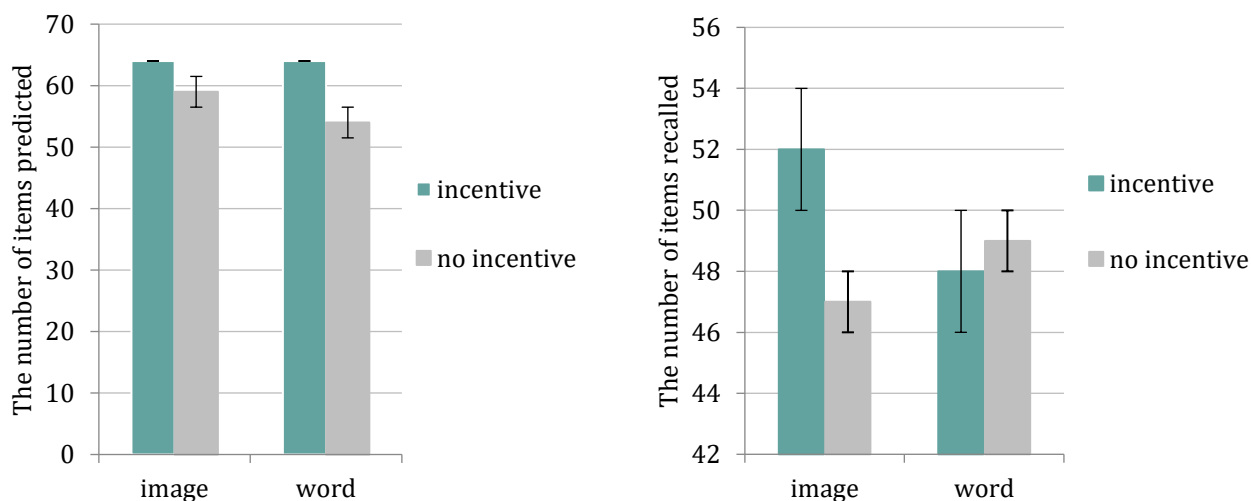 The number of items predicted
70
60
50
40
30
20
10
0
image
word
incentive
no incentive
The number of items recalled
56
54
52
50
48
46
44
42
image
word
incentive
no incentive